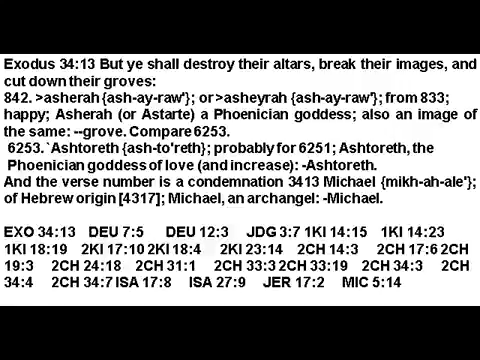 Exodus 34:13 But ye shall destroy their altars, break their images, and
cut down their groves:
842. >asherah {ash-ay-raw'}; or >asheyrah {ash-ay-raw'}; from 833;
happy; Asherah (or Astarte) a Phoenician goddess; also an image of
the same: --grove. Compare 6253.
6253.`Ashtoreth {ash-to'reth}; probably for 6251; Ashtoreth, the
Phoenician goddess of love (and increase): -Ashtoreth.
And the verse number is a condemnation 3413 Michael {mikh-ah-ale'};
of Hebrew origin [4317]; Michael, an archangel: -Michael.
EXO 34:13 DEU 7:5 DEU 12:3 JDG 3:7 1KI 14:15 1KI 14:23
1KI 18:19 2KI 17:10 2KI 18:4 2KI 23:14 2CH 14:3 2CH 17:6 2CH
19:3 2CH 24:18 2CH 31:1 2CH 33:3 2CH 33:19 2CH 34:3 2CH
34:4 2CH 34:7 ISA 17:8 ISA 27:9 JER 17:2 MIC 5:14